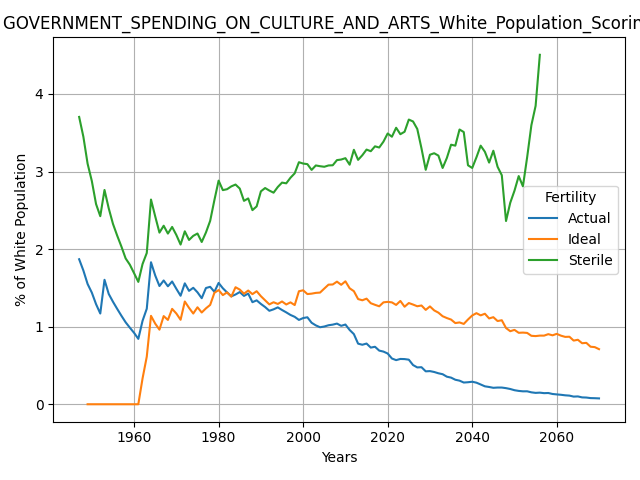 GOVERNMENT_SPENDING_ON_CULTURE_AND_ARTS_White_Population_Scorin
% of White Population
4
3
2
1
0
Fertility
Actual
Ideal
Sterile
1960 1980 2000 2020 2040 2060
Years